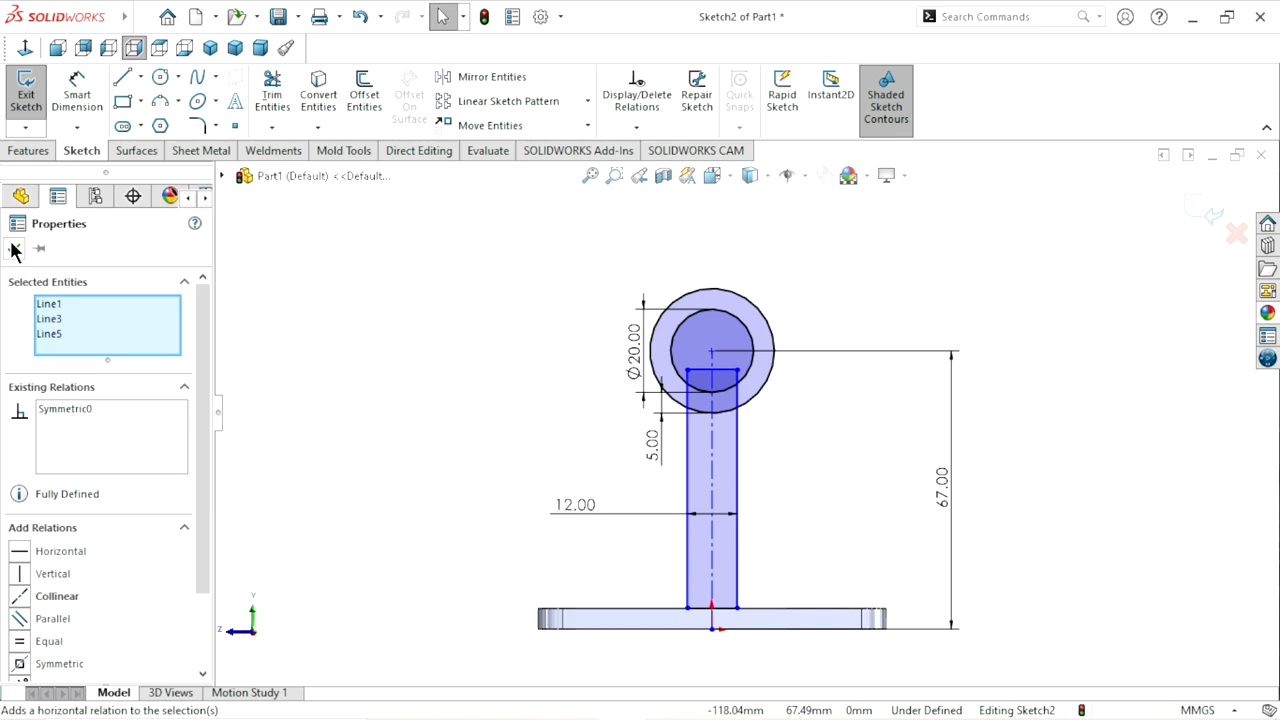 SOLIDWORKS
Sketch2 of Part1 *
Search Commands
Exit Sketch
Smart Dimension
Trim Entities
Convert Entities
Offset Entities
Offset On Surface
Mirror Entities
Linear Sketch Pattern
Move Entities
Display/Delete Relations
Repair Sketch
Quick Snaps
Rapid Sketch
Instant2D
Shaded Sketch Contours
Features
Sketch
Surfaces
Sheet Metal
Weldments
Mold Tools
Direct Editing
Evaluate
SOLIDWORKS Add-Ins
SOLIDWORKS CAM
Part1 (Default) <<Default...
Properties
Selected Entities
Line1
Line3
Line5
Existing Relations
Symmetric0
Fully Defined
Add Relations
Horizontal
Vertical
Collinear
Parallel
Equal
Symmetric
Ø20.00
5.00
12.00
67.00
Y
Z
Model
3D Views
Motion Study 1
Adds a horizontal relation to the selection(s)
-118.04mm
67.49mm
0mm
Under Defined
Editing Sketch2
MMGS